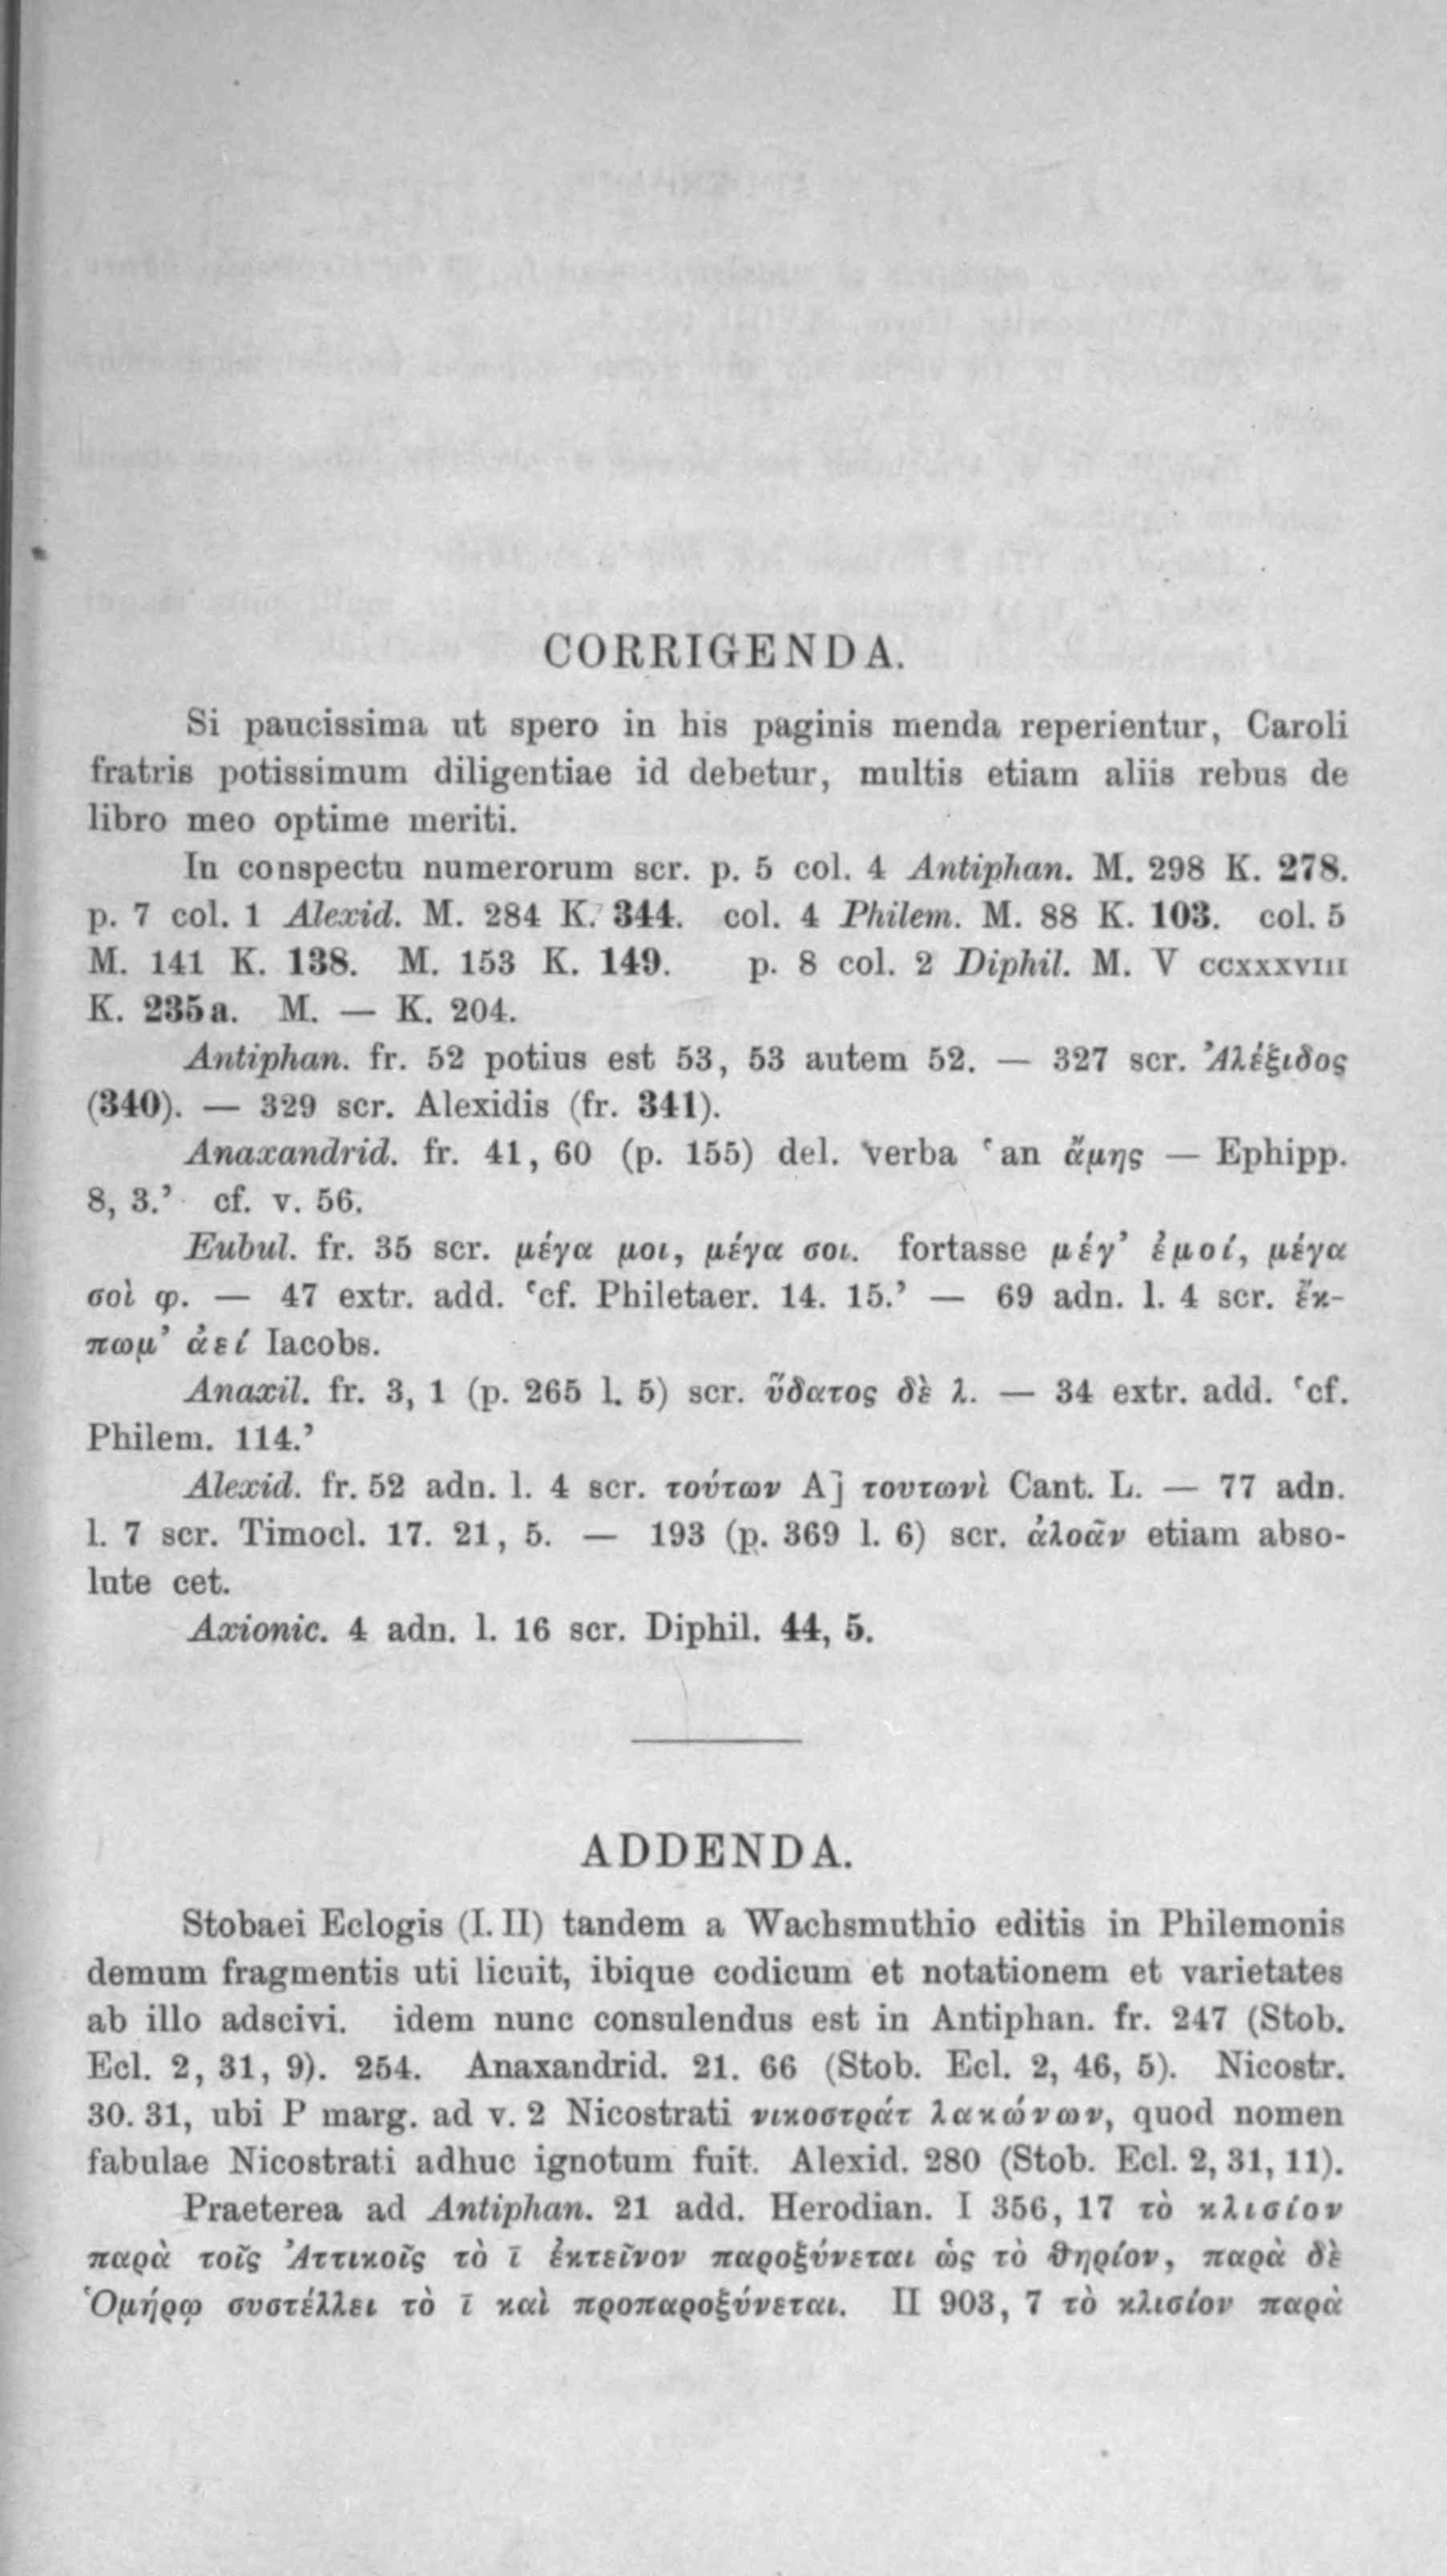 CORRIGENDA.
Si paucissima ut spero in his paginis menda reperientur, Caroli
fratris potissimum diligentiae id debetur, multis etiam aliis rebus de
libro meo optime meriti.
In conspectu numerorum scr. p. 5 col. 4 Antiphan. M. 298 K. 278.
p. 7 col. 1 Alexid. M. 284 K. 344. col. 4 Philem. M. 88 K. 103. col. 5
M. 141 K. 138. M. 153 K. 149. p. 8 col. 2 Diphil. M. V CCXXXVIII
K. 235a. M. — K. 204.
Antiphan. fr. 52 potius est 53, 53 autem 52. — 327 scr. Ἀλέξιδος
(340). — 329 scr. Alexidis (fr. 341).
Anaxandrid. fr. 41, 60 (p. 155) del. verba ‘an ἄμης — Ephipp.
8, 3.’ cf. v. 56.
Eubul. fr. 35 scr. μέγα μοι, μέγα σοι. fortasse μέγ’ ἐμοί, μέγα
σοὶ φ. — 47 extr. add. ‘cf. Philetaer. 14. 15.’ — 69 adn. l. 4 scr. ἔκ-
πωμ’ ἀεί Iacobs.
Anaxil. fr. 3, 1 (p. 265 l. 5) scr. ὕδατος δὲ λ. — 34 extr. add. ‘cf.
Philem. 114.’
Alexid. fr. 52 adn. l. 4 scr. τούτων A] τουτωνὶ Cant. L. — 77 adn.
l. 7 scr. Timocl. 17. 21, 5. — 193 (p. 369 l. 6) scr. ἀλοᾶν etiam abso-
lute cet.
Axionic. 4 adn. l. 16 scr. Diphil. 44, 5.
ADDENDA.
Stobaei Eclogis (I. II) tandem a Wachsmuthio editis in Philemonis
demum fragmentis uti licuit, ibique codicum et notationem et varietates
ab illo adscivi. idem nunc consulendus est in Antiphan. fr. 247 (Stob.
Ecl. 2, 31, 9). 254. Anaxandrid. 21. 66 (Stob. Ecl. 2, 46, 5). Nicostr.
30. 31, ubi P marg. ad v. 2 Nicostrati νικοστράτ λακώνων, quod nomen
fabulae Nicostrati adhuc ignotum fuit. Alexid. 280 (Stob. Ecl. 2, 31, 11).
Praeterea ad Antiphan. 21 add. Herodian. I 356, 17 τὸ κλισίον
παρὰ τοῖς Ἀττικοῖς τὸ ῑ ἐκτεῖνον παροξύνεται ὡς τὸ θηρίον, παρὰ δὲ
Ὁμήρῳ συστέλλει τὸ ῑ καὶ προπαροξύνεται. II 903, 7 τὸ κλισίον παρὰ